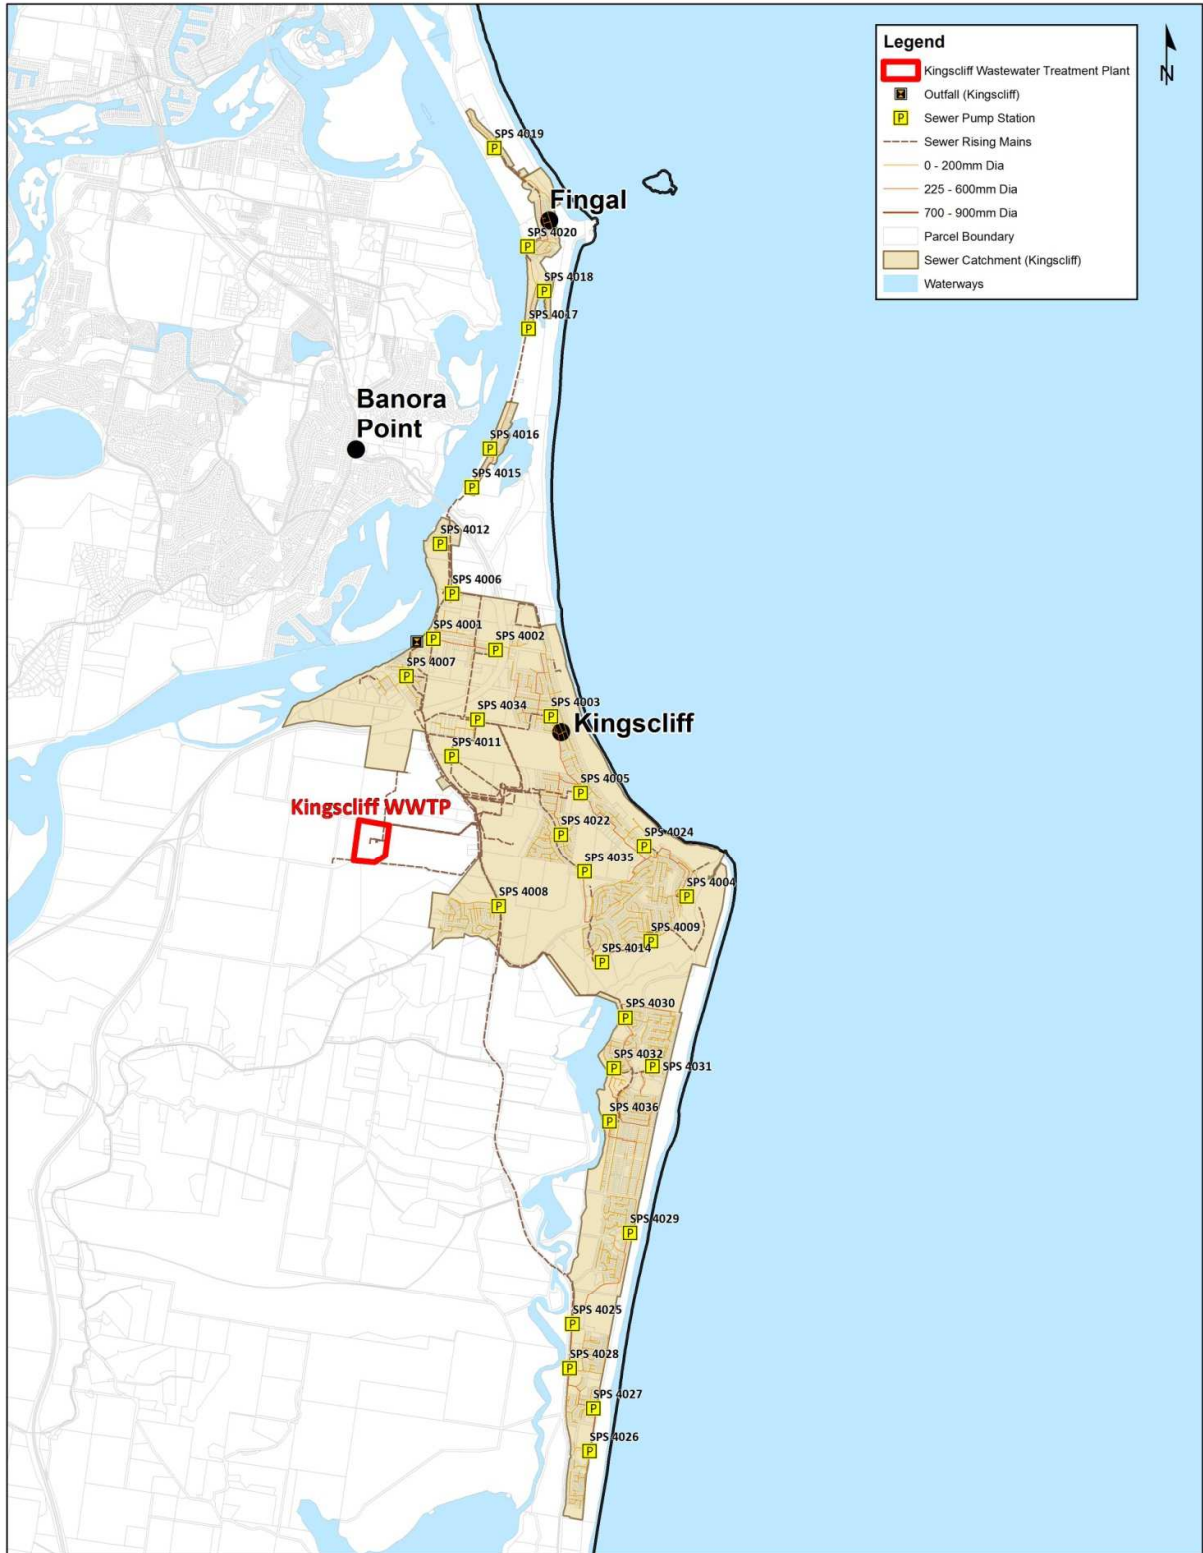 Legend
Kingscliff Wastewater Treatment Plant
Outfall (Kingscliff)
P
Sewer Pump Station
Sewer Rising Mains
0 - 200mm Dia
225 - 600mm Dia
700 - 900mm Dia
Parcel Boundary
Sewer Catchment (Kingscliff)
Waterways
N
SPS 4019
P
Fingal
SPS 4020
P
SPS 4018
P
SPS 4017
P
Banora
Point
SPS 4016
P
SPS 4015
P
SPS 4012
P
SPS 4006
P
SPS 4001
P
SPS 4002
P
SPS 4007
P
SPS 4034
P
SPS 4003
P
Kingscliff
SPS 4011
P
SPS 4005
P
Kingscliff WWTP
SPS 4022
P
SPS 4024
P
SPS 4035
P
SPS 4004
P
SPS 4008
P
SPS 4009
P
SPS 4014
P
SPS 4030
P
SPS 4032
P
SPS 4031
P
SPS 4036
P
SPS 4029
P
SPS 4025
P
SPS 4028
P
SPS 4027
P
SPS 4026
P